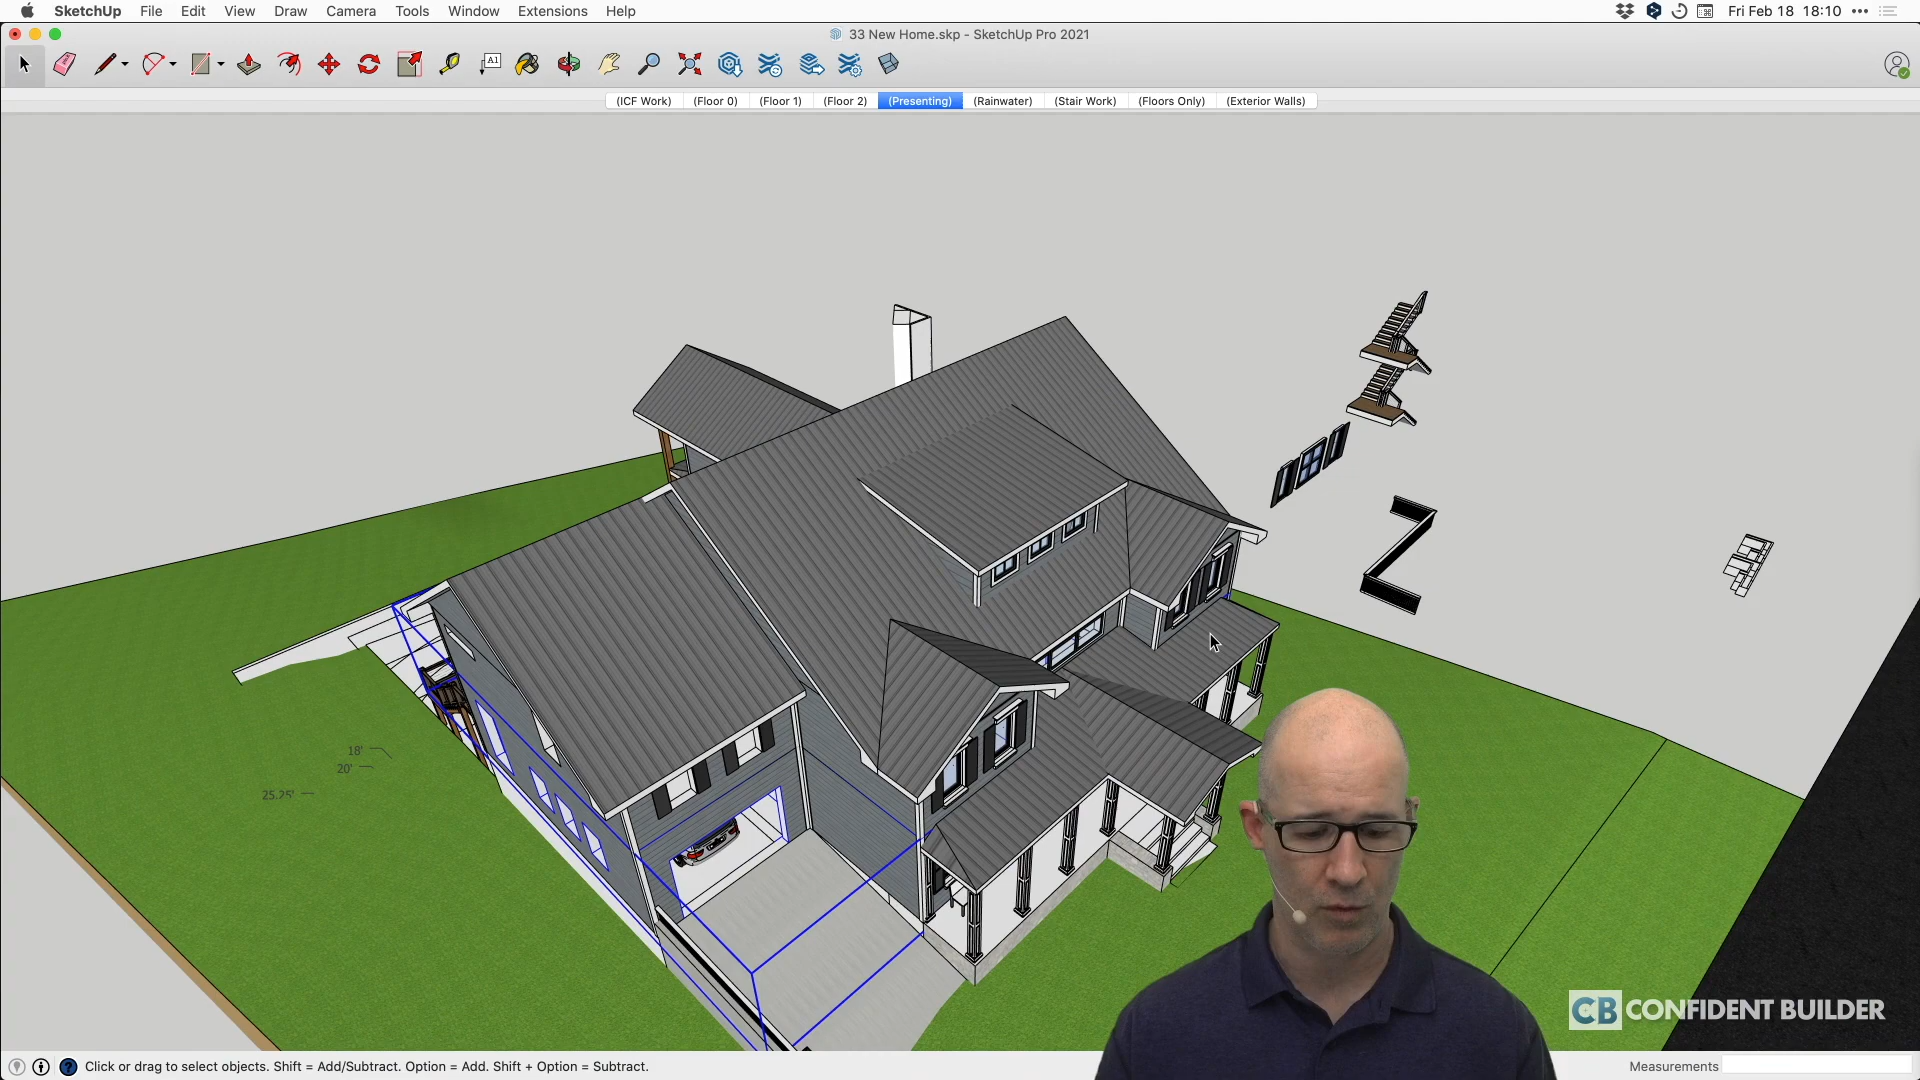 SketchUp File Edit View Draw Camera Tools Window Extensions Help Fri Feb 18 18:10
33 New Home.skp - SketchUp Pro 2021
A1
(ICF Work) (Floor 0) (Floor 1) (Floor 2) (Presenting) (Rainwater) (Stair Work) (Floors Only) (Exterior Walls)
18'
20'
25.25'
CB CONFIDENT BUILDER
Click or drag to select objects. Shift = Add/Subtract. Option = Add. Shift + Option = Subtract. Measurements